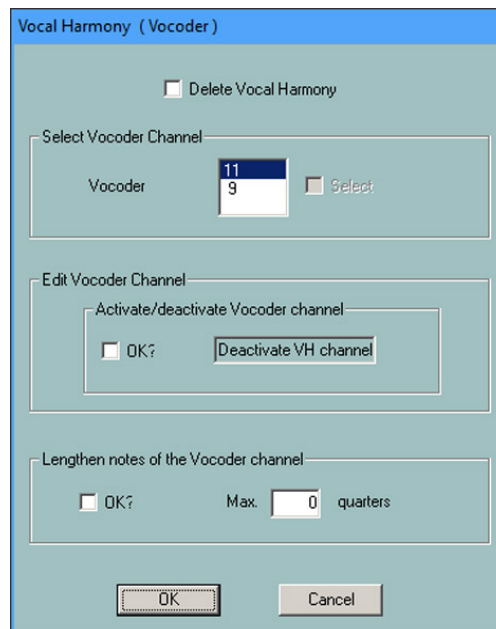 Vocal Harmony ( Vocoder )
Delete Vocal Harmony
Select Vocoder Channel
Vocoder
11
9
Select
Edit Vocoder Channel
Activate/deactivate Vocoder channel
OK?
Deactivate VH channel
Lengthen notes of the Vocoder channel
OK? Max. 0 quarters
OK Cancel